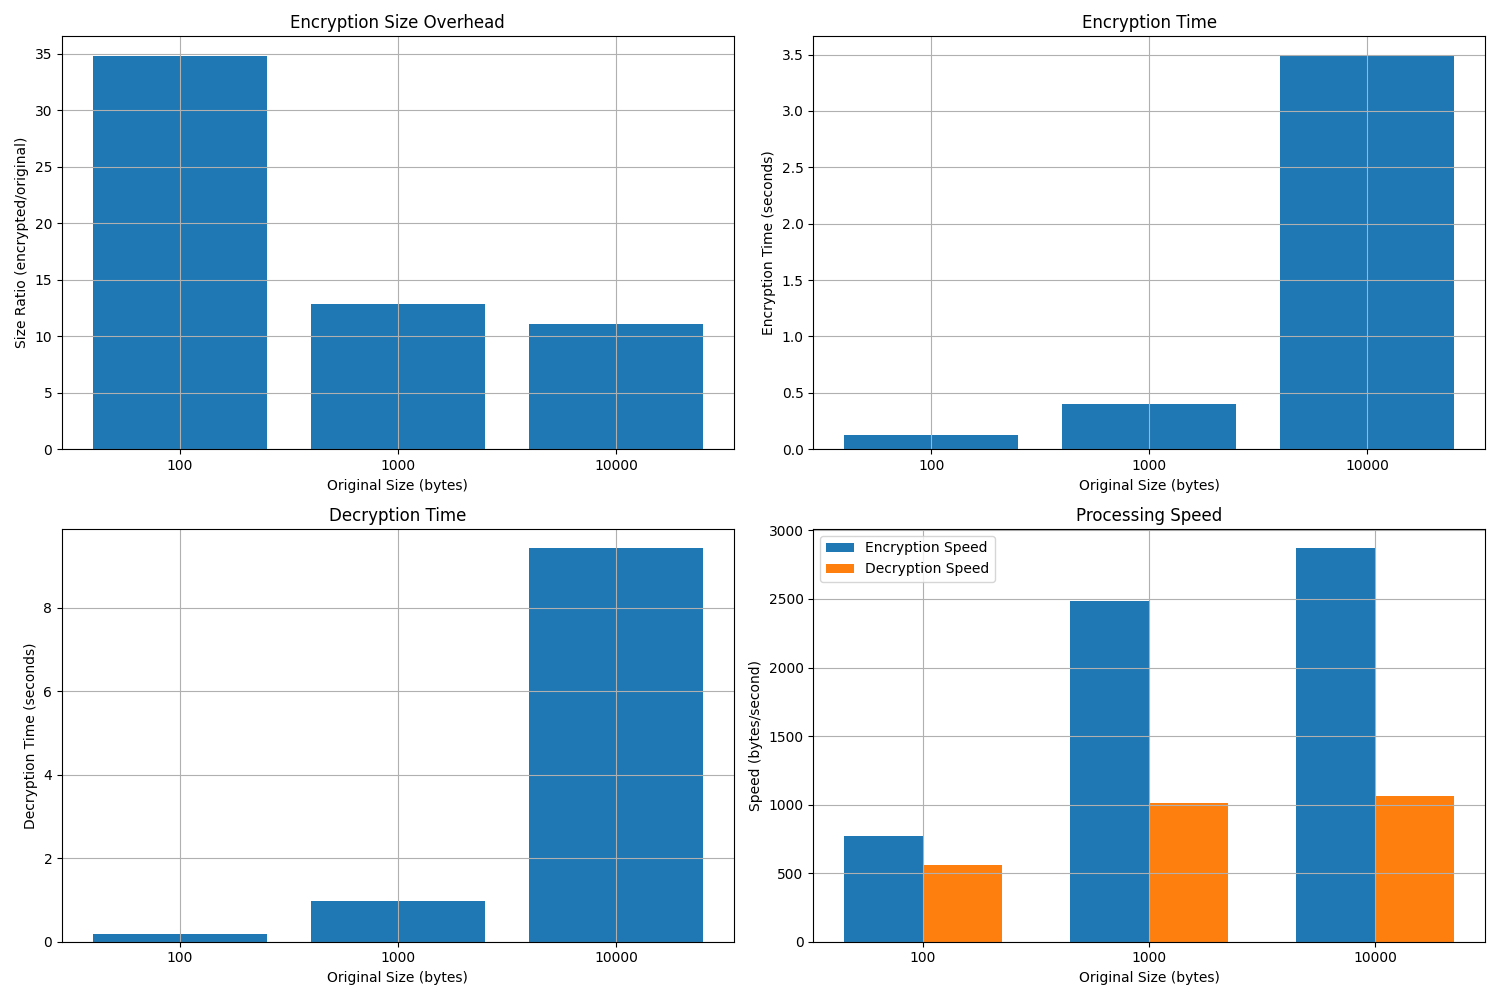 Encryption Size Overhead
Size Ratio (encrypted/original)
35
30
25
20
15
10
5
0
100 1000 10000
Original Size (bytes)
Encryption Time
Encryption Time (seconds)
3.5
3.0
2.5
2.0
1.5
1.0
0.5
0.0
100 1000 10000
Original Size (bytes)
Decryption Time
Decryption Time (seconds)
8
6
4
2
0
100 1000 10000
Original Size (bytes)
Processing Speed
Speed (bytes/second)
3000
2500
2000
1500
1000
500
0
Encryption Speed
Decryption Speed
100 1000 10000
Original Size (bytes)